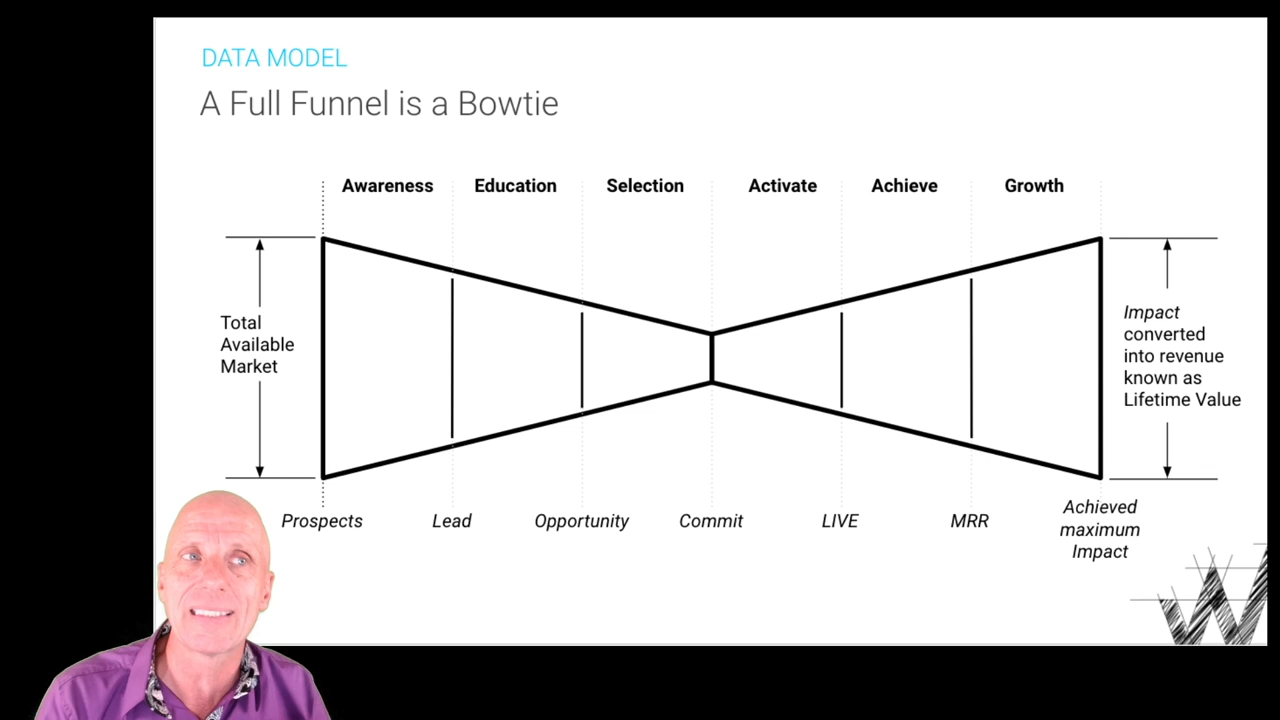 DATA MODEL
A Full Funnel is a Bowtie
Awareness
Education
Selection
Activate
Achieve
Growth
Total
Available
Market
Impact
converted
into revenue
known as
Lifetime Value
Prospects
Lead
Opportunity
Commit
LIVE
MRR
Achieved
maximum
Impact
W